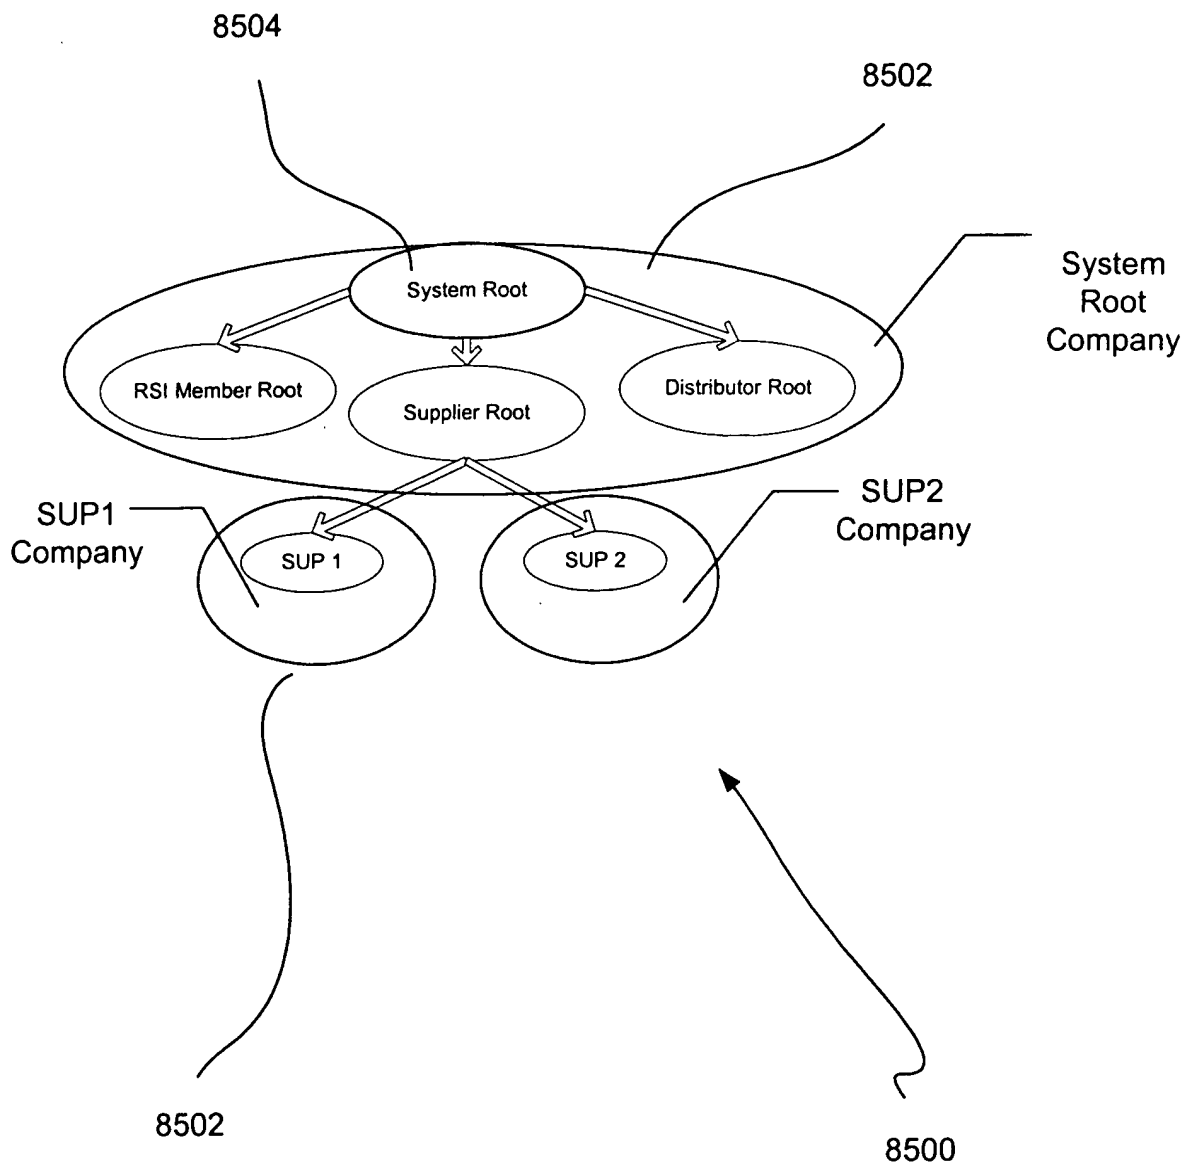 8504
8502
System Root
System
Root
Company
RSI Member Root
Supplier Root
Distributor Root
SUP1
Company
SUP2
Company
SUP 1
SUP 2
8502
8500